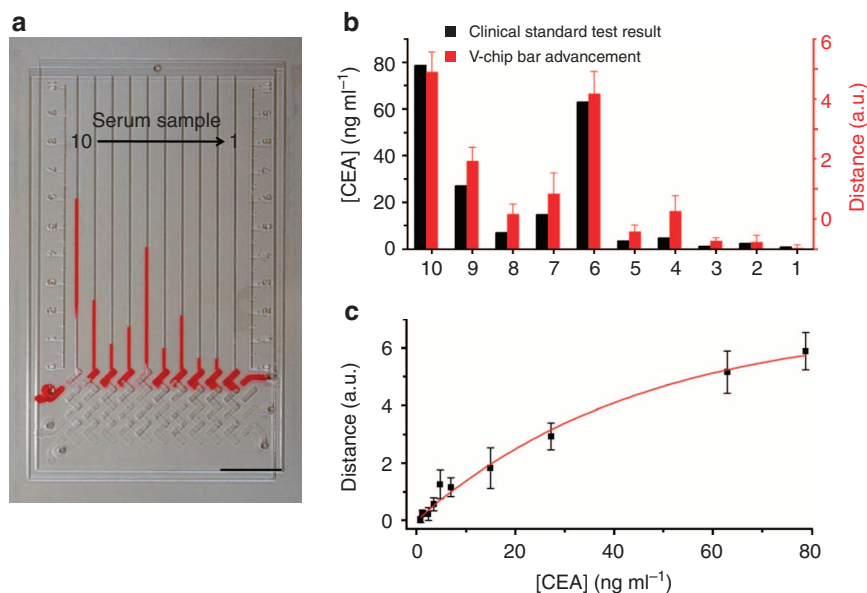 a
Serum sample
10 1
b
Clinical standard test result
V-chip bar advancement
[CEA] (ng ml⁻¹)
80
60
40
20
0
Distance (a.u.)
6
4
2
0
10 9 8 7 6 5 4 3 2 1
c
Distance (a.u.)
6
4
2
0
0 20 40 60 80
[CEA] (ng ml⁻¹)